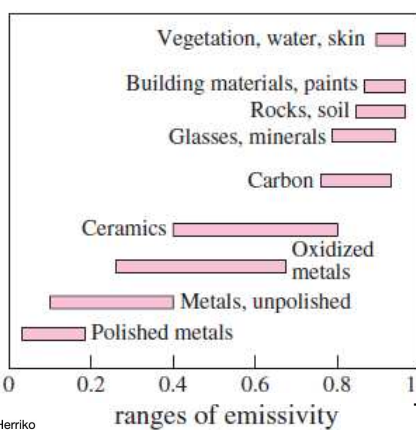 Vegetation, water, skin
Building materials, paints
Rocks, soil
Glasses, minerals
Carbon
Ceramics
Oxidized
metals
Metals, unpolished
Polished metals
0 0.2 0.4 0.6 0.8 1
ranges of emissivity